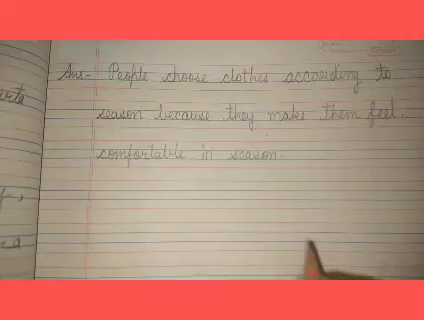 Ans - People choose clothes according to
season because they make them feel.
comfortable in season.